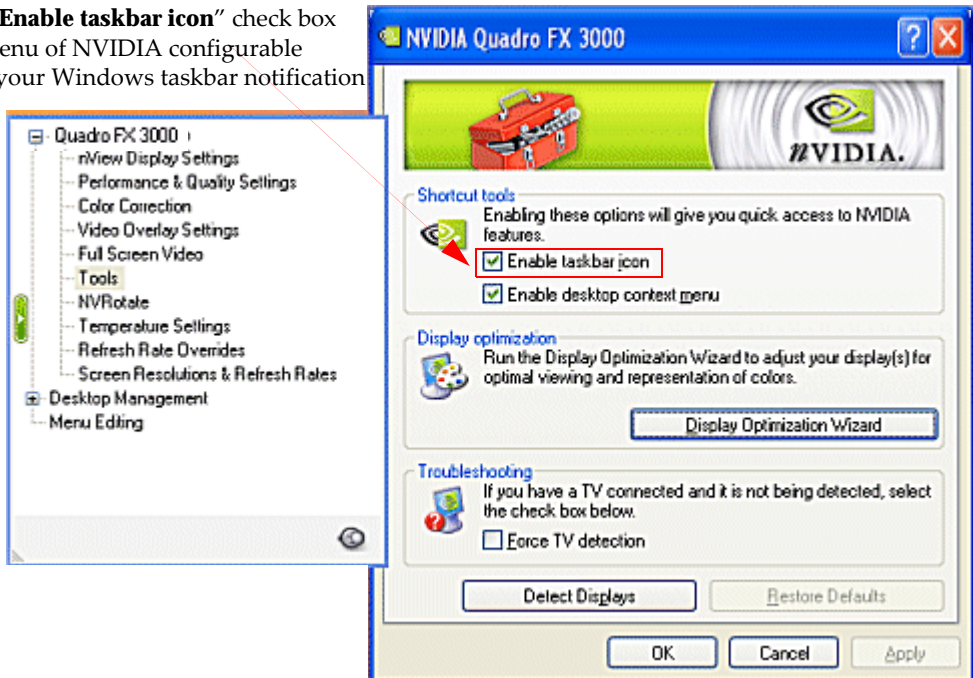 "Enable taskbar icon" check box
enu of NVIDIA configurable
your Windows taskbar notification
Quadro FX 3000
nView Display Settings
Performance & Quality Settings
Color Correction
Video Overlay Settings
Full Screen Video
Tools
NVRotate
Temperature Settings
Refresh Rate Overrides
Screen Resolutions & Refresh Rates
Desktop Management
Menu Editing
NVIDIA Quadro FX 3000
nVIDIA.
Shortcut tools
Enabling these options will give you quick access to NVIDIA
features.
Enable taskbar icon
Enable desktop context menu
Display optimization
Run the Display Optimization Wizard to adjust your display(s) for
optimal viewing and representation of colors.
Display Optimization Wizard
Troubleshooting
If you have a TV connected and it is not being detected, select
the check box below.
Force TV detection
Detect Displays
Restore Defaults
OK
Cancel
Apply